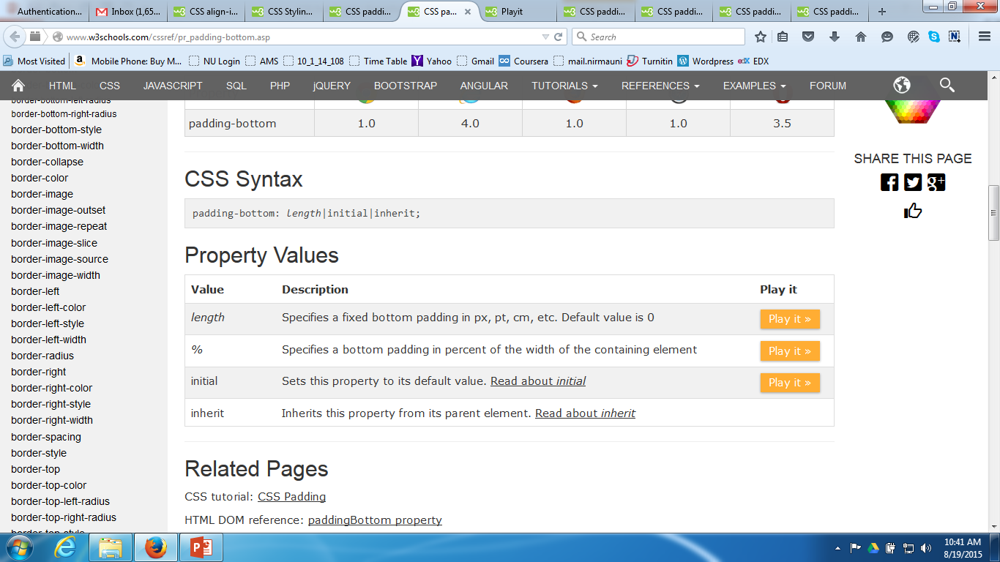 Authentication... Inbox (1,65... CSS align-i... CSS Stylin... CSS paddi... CSS pa... Playit CSS paddi... CSS paddi... CSS paddi... CSS paddi...
www.w3schools.com/cssref/pr_padding-bottom.asp Search
Most Visited Mobile Phone: Buy M... NU Login AMS 10_1_14_108 Time Table Yahoo Gmail Coursera mail.nirmauni Turnitin Wordpress edX EDX
HTML CSS JAVASCRIPT SQL PHP jQUERY BOOTSTRAP ANGULAR TUTORIALS REFERENCES EXAMPLES FORUM
border-bottom-left-radius
border-bottom-right-radius
border-bottom-style
border-bottom-width
border-collapse
border-color
border-image
border-image-outset
border-image-repeat
border-image-slice
border-image-source
border-image-width
border-left
border-left-color
border-left-style
border-left-width
border-radius
border-right
border-right-color
border-right-style
border-right-width
border-spacing
border-style
border-top
border-top-color
border-top-left-radius
border-top-right-radius
border-top-style
padding-bottom 1.0 4.0 1.0 1.0 3.5
CSS Syntax
padding-bottom: length|initial|inherit;
Property Values
Value Description Play it
length Specifies a fixed bottom padding in px, pt, cm, etc. Default value is 0 Play it »
% Specifies a bottom padding in percent of the width of the containing element Play it »
initial Sets this property to its default value. Read about initial Play it »
inherit Inherits this property from its parent element. Read about inherit
Related Pages
CSS tutorial: CSS Padding
HTML DOM reference: paddingBottom property
SHARE THIS PAGE
10:41 AM
8/19/2015